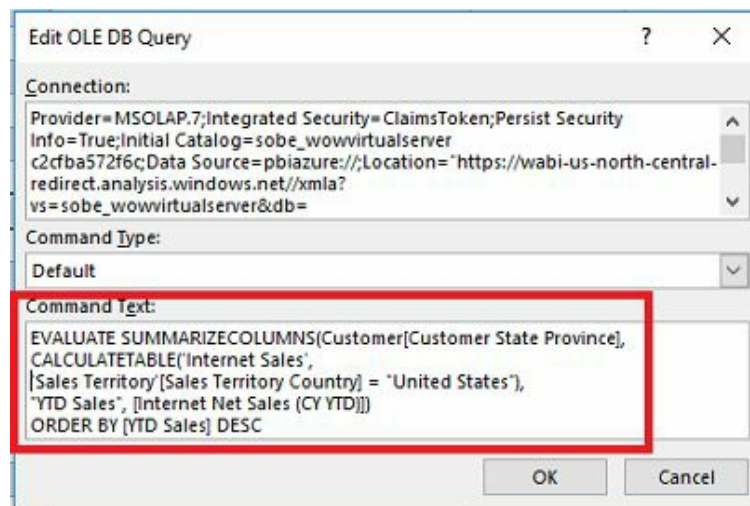 Edit OLE DB Query
?
Connection:
Provider=MSOLAP.7;Integrated Security=ClaimsToken;Persist Security
Info=True;Initial Catalog=sobe_wowvirtualserver
c2cfba572f6c;Data Source=pbiazure://;Location="https://wabi-us-north-central-
redirect.analysis.windows.net//xmla?
vs=sobe_wowvirtualserver&db=
Command Type:
Default
Command Text:
EVALUATE SUMMARIZECOLUMNS(Customer[Customer State Province],
CALCULATETABLE('Internet Sales',
'Sales Territory'[Sales Territory Country] = "United States"),
"YTD Sales", [Internet Net Sales (CY YTD)])
ORDER BY [YTD Sales] DESC
OK Cancel